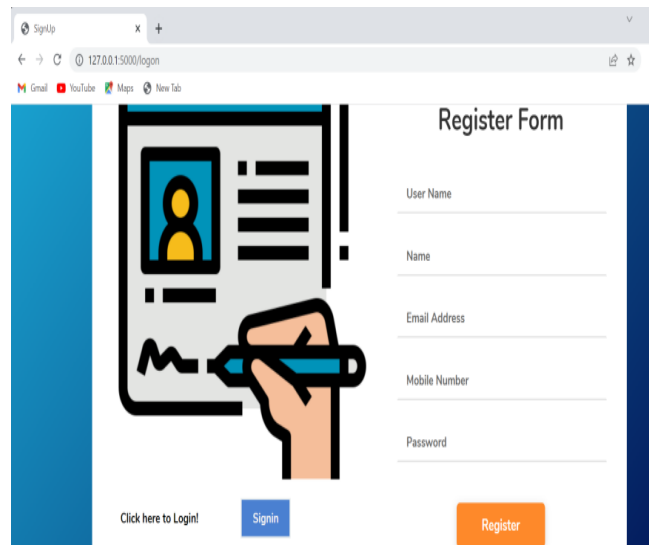 SignUp
127.0.0.1:5000/logon
Gmail YouTube Maps New Tab
Register Form
User Name
Name
Email Address
Mobile Number
Password
Click here to Login! Signin
Register